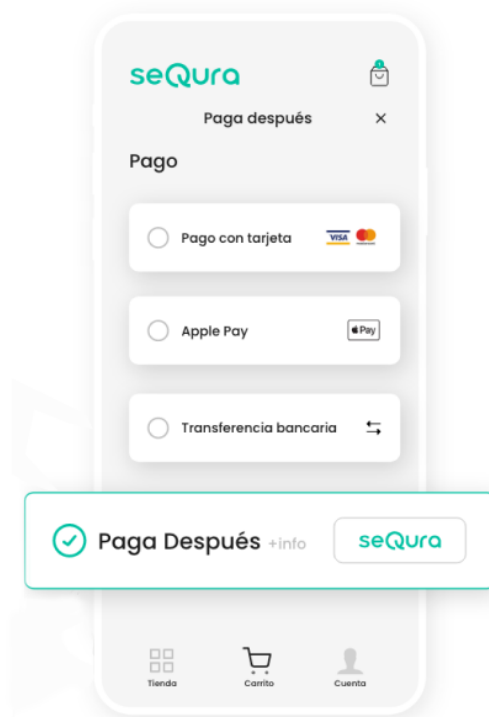 seQura
1
Paga después ×
Pago
Pago con tarjeta VISA
Apple Pay Pay
Transferencia bancaria
Paga Después +info seQura
Tienda Carrito Cuenta